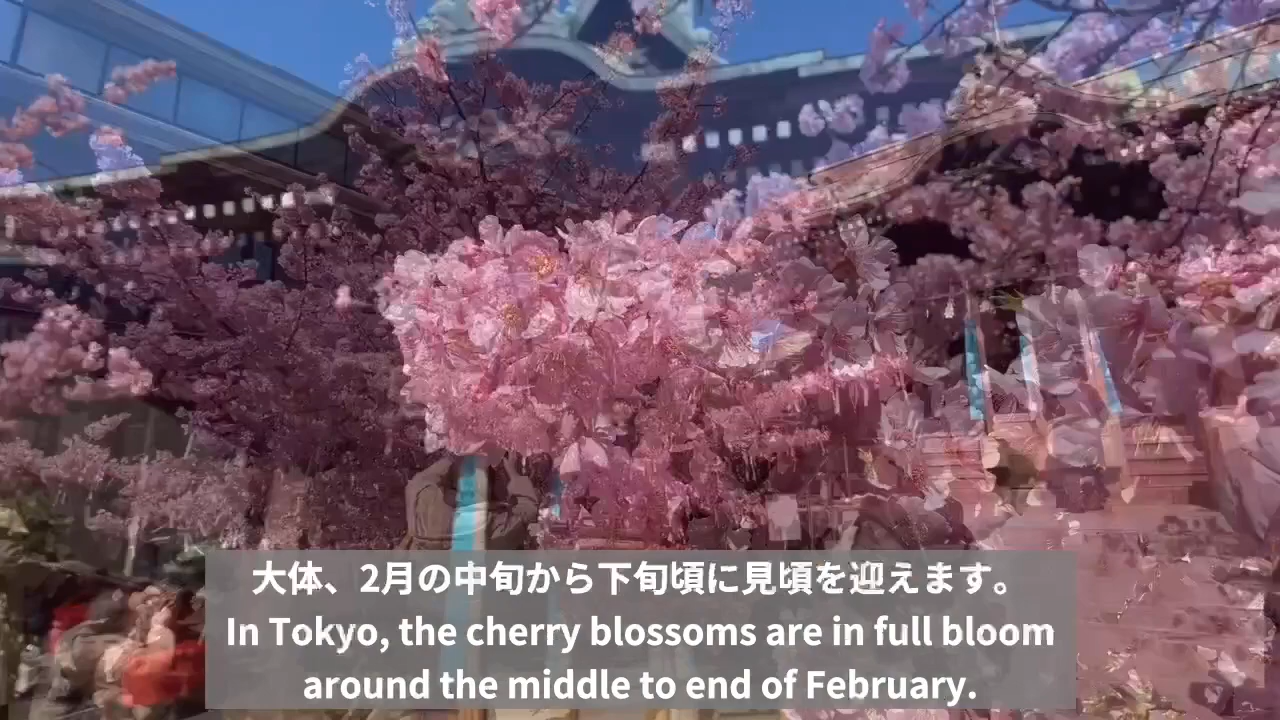 大体、2月の中旬から下旬頃に見頃を迎えます。
In Tokyo, the cherry blossoms are in full bloom
around the middle to end of February.